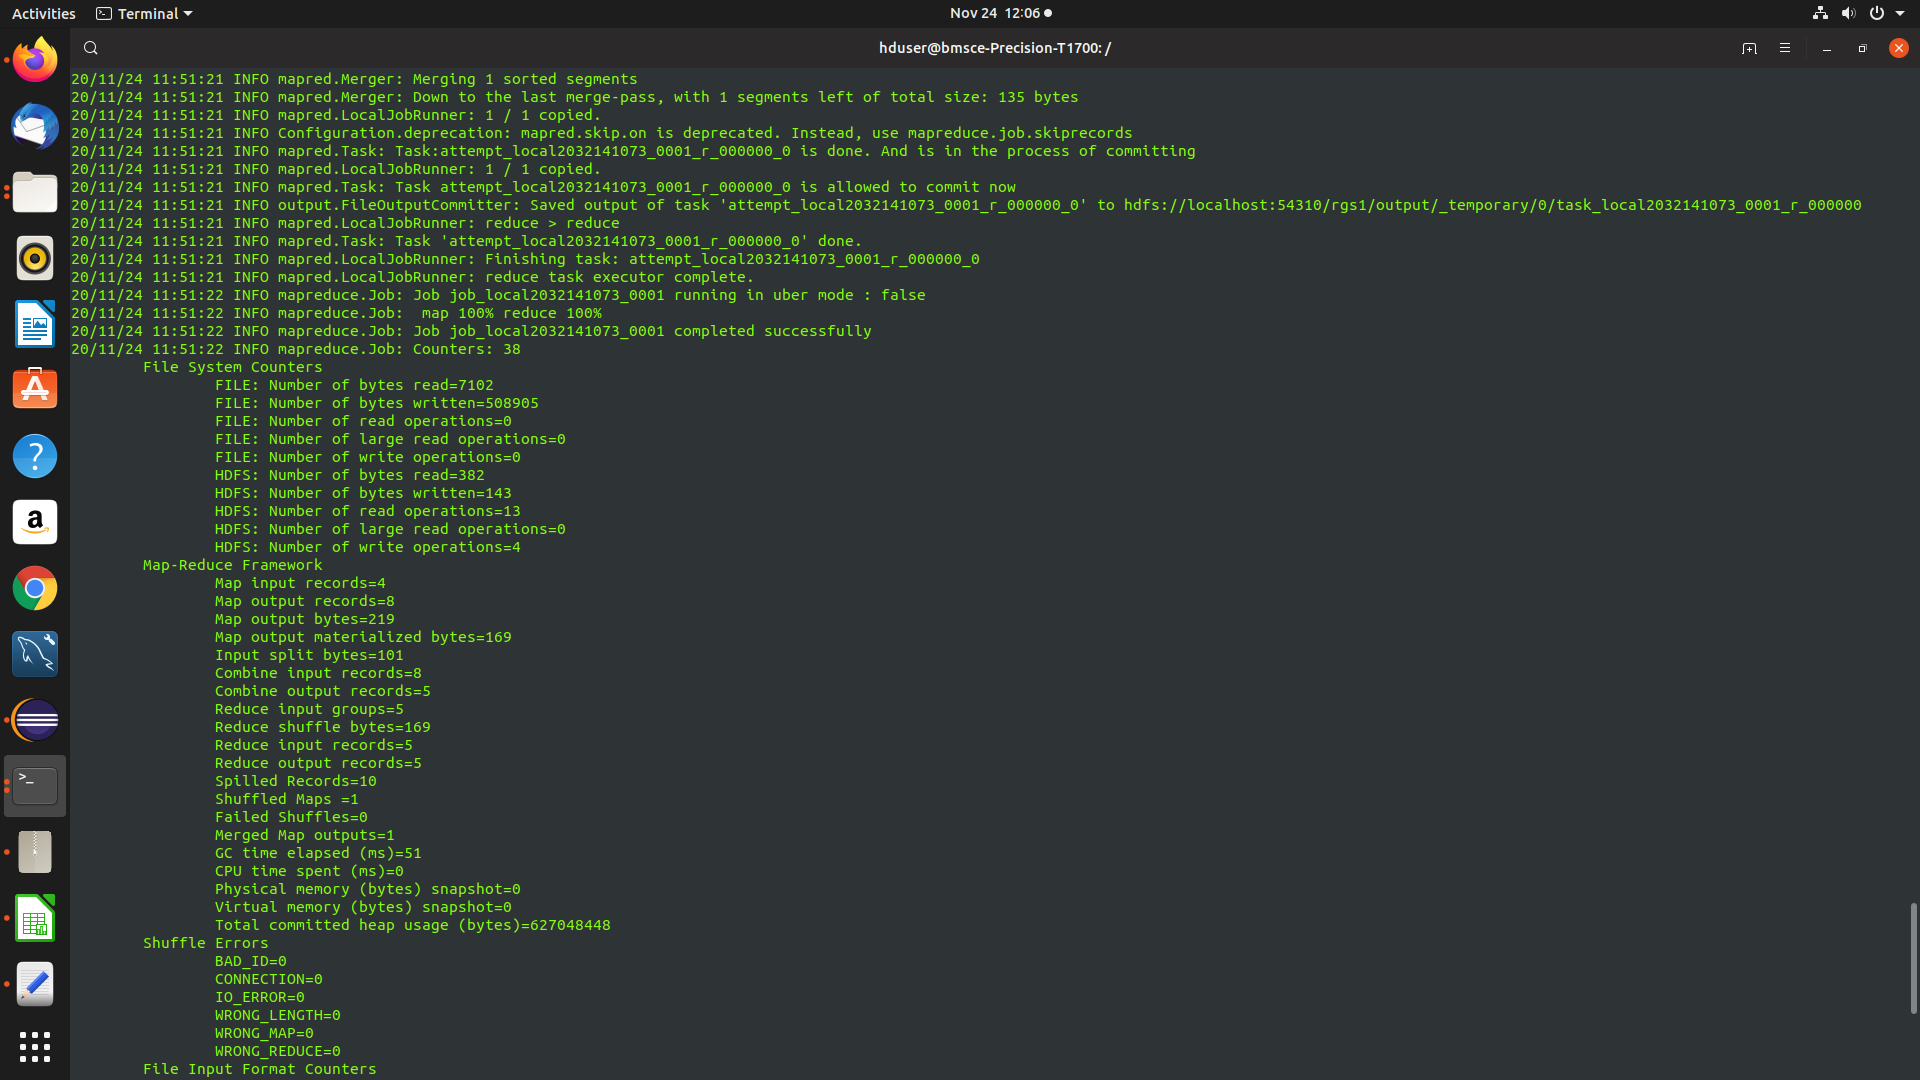 Activities
Terminal
Nov 24 12:06
hduser@bmsce-Precision-T1700: /
20/11/24 11:51:21 INFO mapred.Merger: Merging 1 sorted segments
20/11/24 11:51:21 INFO mapred.Merger: Down to the last merge-pass, with 1 segments left of total size: 135 bytes
20/11/24 11:51:21 INFO mapred.LocalJobRunner: 1 / 1 copied.
20/11/24 11:51:21 INFO Configuration.deprecation: mapred.skip.on is deprecated. Instead, use mapreduce.job.skiprecords
20/11/24 11:51:21 INFO mapred.Task: Task:attempt_local2032141073_0001_r_000000_0 is done. And is in the process of committing
20/11/24 11:51:21 INFO mapred.LocalJobRunner: 1 / 1 copied.
20/11/24 11:51:21 INFO mapred.Task: Task attempt_local2032141073_0001_r_000000_0 is allowed to commit now
20/11/24 11:51:21 INFO output.FileOutputCommitter: Saved output of task 'attempt_local2032141073_0001_r_000000_0' to hdfs://localhost:54310/rgs1/output/_temporary/0/task_local2032141073_0001_r_000000
20/11/24 11:51:21 INFO mapred.LocalJobRunner: reduce > reduce
20/11/24 11:51:21 INFO mapred.Task: Task 'attempt_local2032141073_0001_r_000000_0' done.
20/11/24 11:51:21 INFO mapred.LocalJobRunner: Finishing task: attempt_local2032141073_0001_r_000000_0
20/11/24 11:51:21 INFO mapred.LocalJobRunner: reduce task executor complete.
20/11/24 11:51:22 INFO mapreduce.Job: Job job_local2032141073_0001 running in uber mode : false
20/11/24 11:51:22 INFO mapreduce.Job:  map 100% reduce 100%
20/11/24 11:51:22 INFO mapreduce.Job: Job job_local2032141073_0001 completed successfully
20/11/24 11:51:22 INFO mapreduce.Job: Counters: 38
File System Counters
FILE: Number of bytes read=7102
FILE: Number of bytes written=508905
FILE: Number of read operations=0
FILE: Number of large read operations=0
FILE: Number of write operations=0
HDFS: Number of bytes read=382
HDFS: Number of bytes written=143
HDFS: Number of read operations=13
HDFS: Number of large read operations=0
HDFS: Number of write operations=4
Map-Reduce Framework
Map input records=4
Map output records=8
Map output bytes=219
Map output materialized bytes=169
Input split bytes=101
Combine input records=8
Combine output records=5
Reduce input groups=5
Reduce shuffle bytes=169
Reduce input records=5
Reduce output records=5
Spilled Records=10
Shuffled Maps =1
Failed Shuffles=0
Merged Map outputs=1
GC time elapsed (ms)=51
CPU time spent (ms)=0
Physical memory (bytes) snapshot=0
Virtual memory (bytes) snapshot=0
Total committed heap usage (bytes)=627048448
Shuffle Errors
BAD_ID=0
CONNECTION=0
IO_ERROR=0
WRONG_LENGTH=0
WRONG_MAP=0
WRONG_REDUCE=0
File Input Format Counters